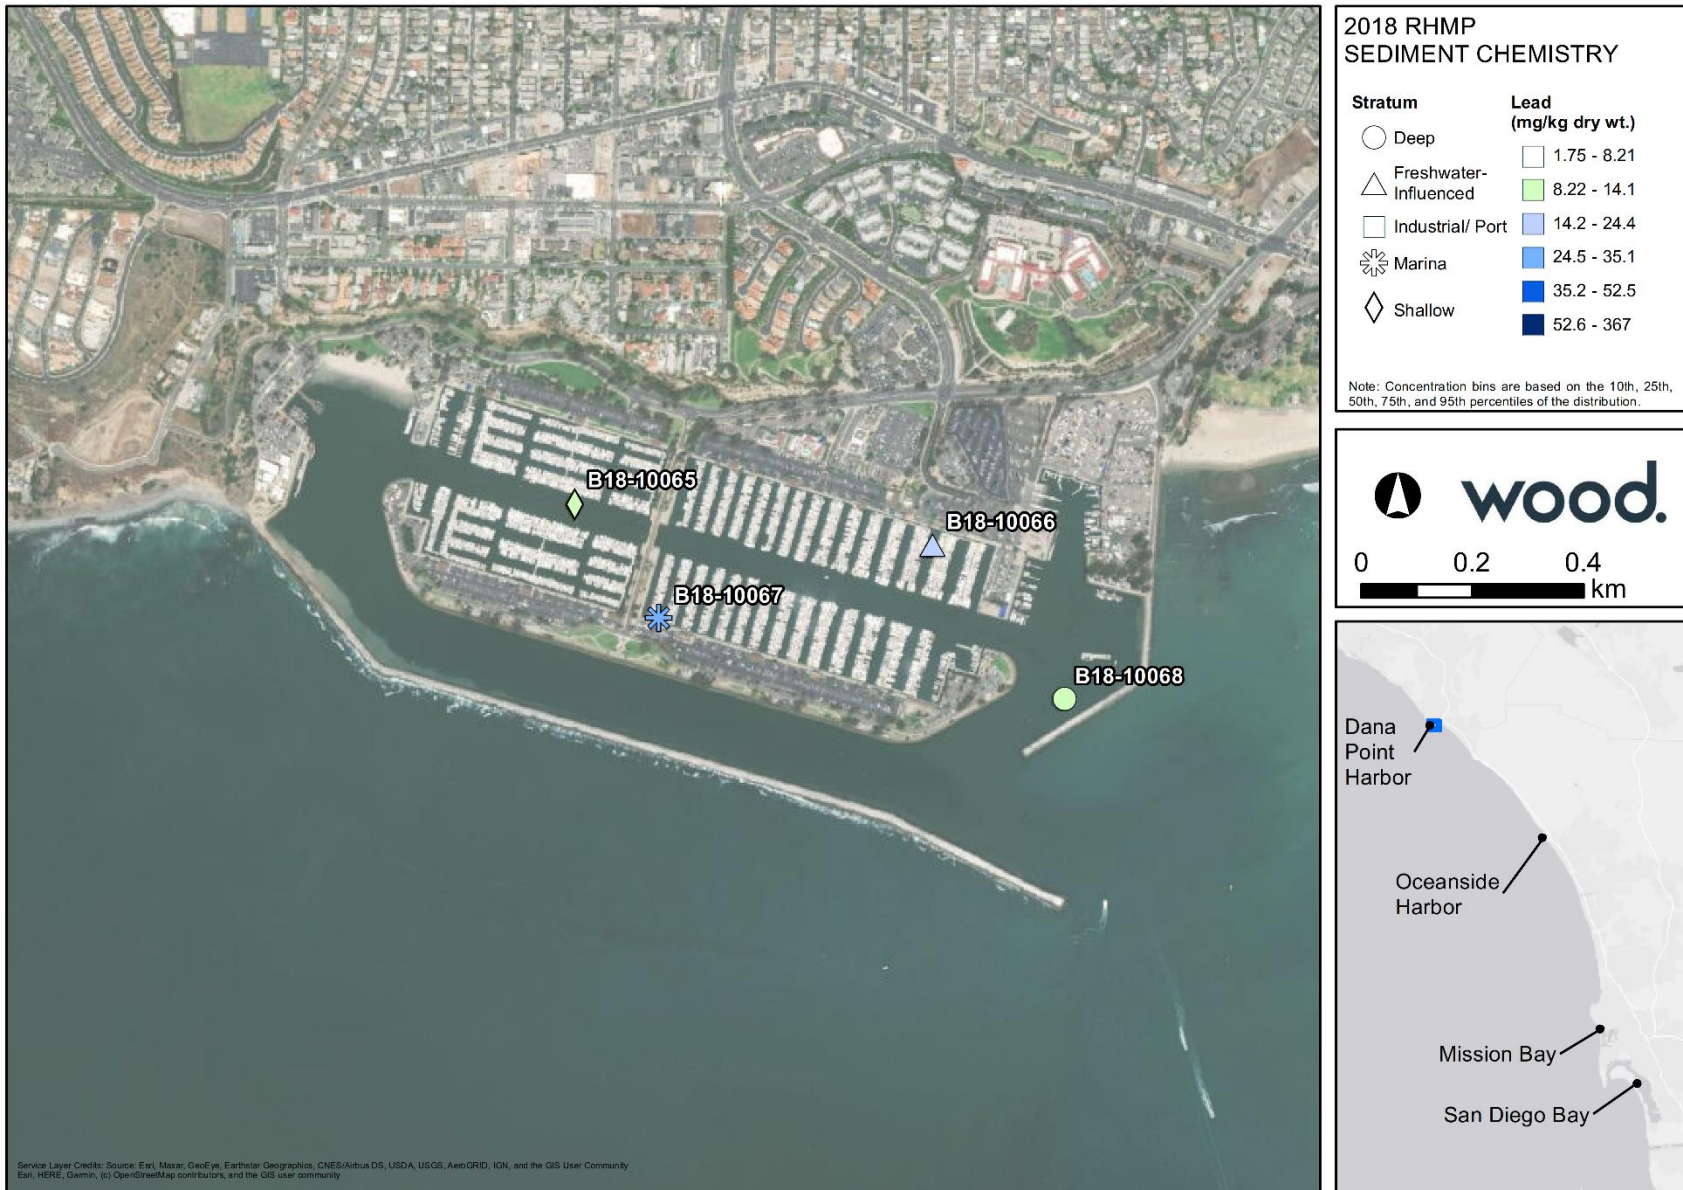 2018 RHMP
SEDIMENT CHEMISTRY
Stratum
Deep
Freshwater-
Influenced
Industrial/ Port
Marina
Shallow
Lead
(mg/kg dry wt.)
1.75 - 8.21
8.22 - 14.1
14.2 - 24.4
24.5 - 35.1
35.2 - 52.5
52.6 - 367
Note: Concentration bins are based on the 10th, 25th,
50th, 75th, and 95th percentiles of the distribution.
B18-10065
B18-10066
B18-10067
B18-10068
wood.
0 0.2 0.4
km
Dana
Point
Harbor
Oceanside
Harbor
Mission Bay
San Diego Bay
Service Layer Credits: Source: Esri, Maxar, GeoEye, Earthstar Geographics, CNES/Airbus DS, USDA, USGS, AeroGRID, IGN, and the GIS User Community
Esri, HERE, Garmin, (c) OpenStreetMap contributors, and the GIS user community